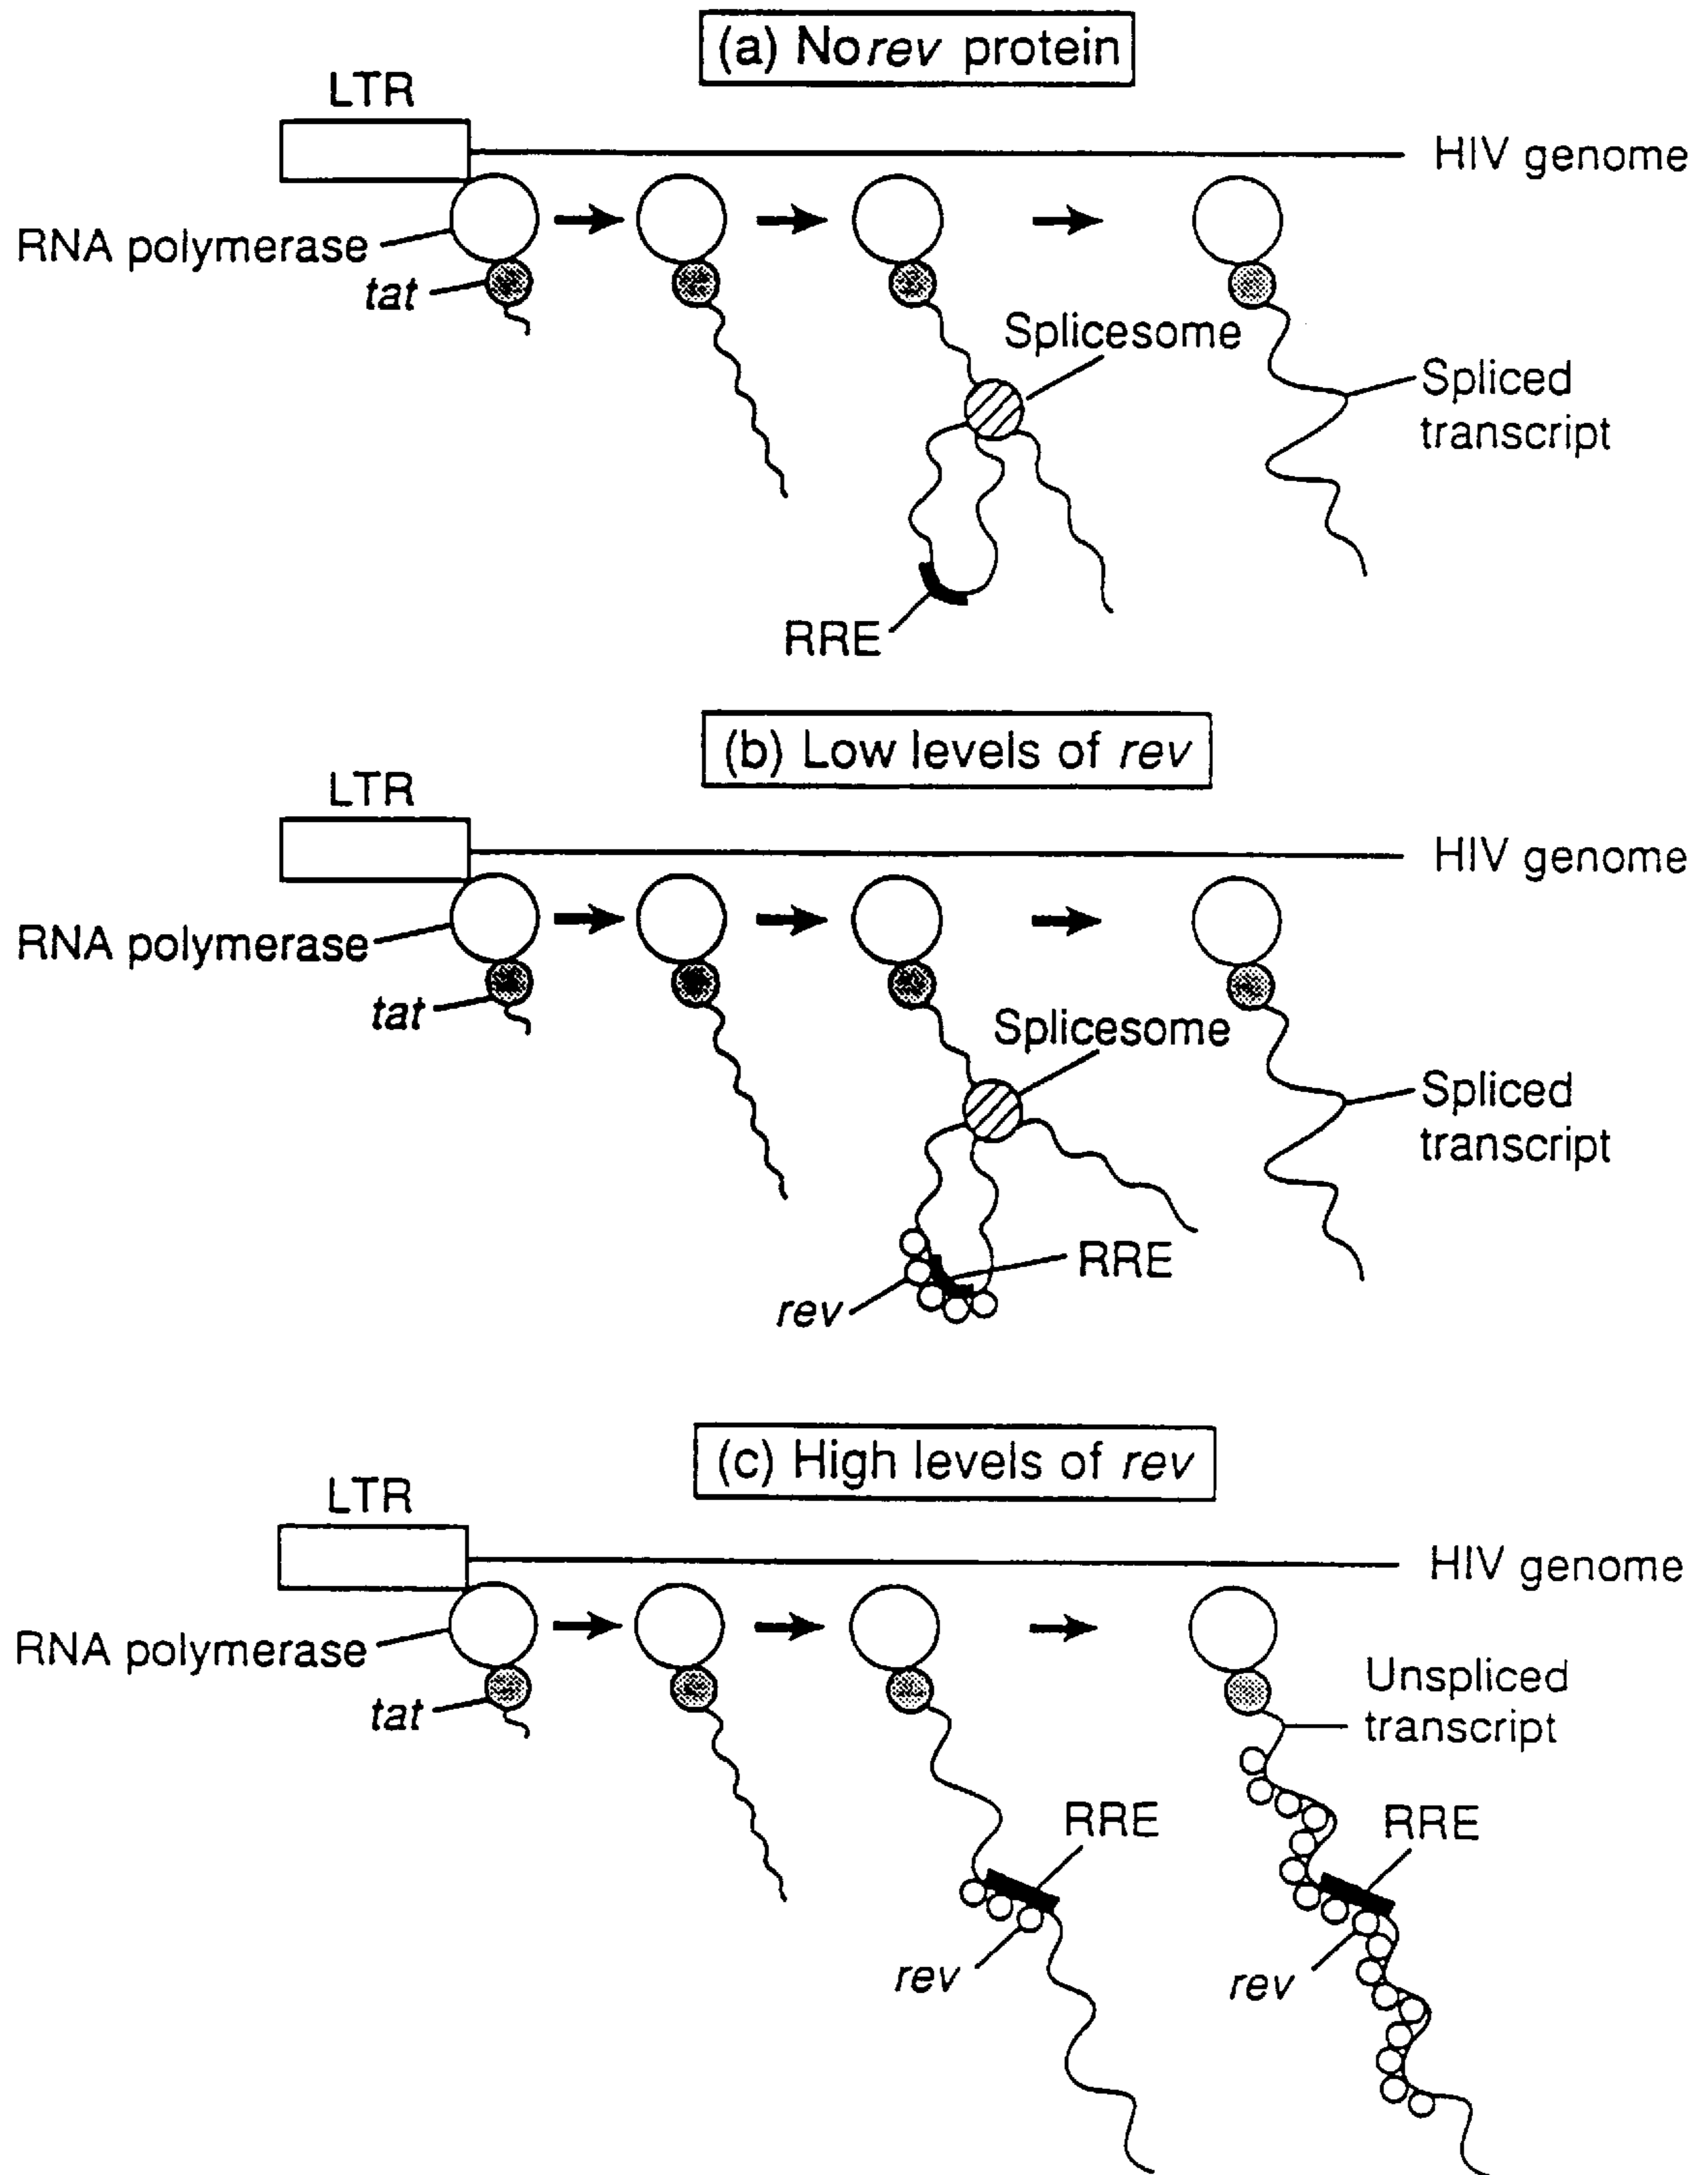 (a) No rev protein
LTR
HIV genome
RNA polymerase
tat
Splicesome
Spliced
transcript
RRE
(b) Low levels of rev
LTR
HIV genome
RNA polymerase
tat
Splicesome
Spliced
transcript
RRE
rev
(c) High levels of rev
LTR
HIV genome
RNA polymerase
tat
Unspliced
transcript
RRE
RRE
rev
rev